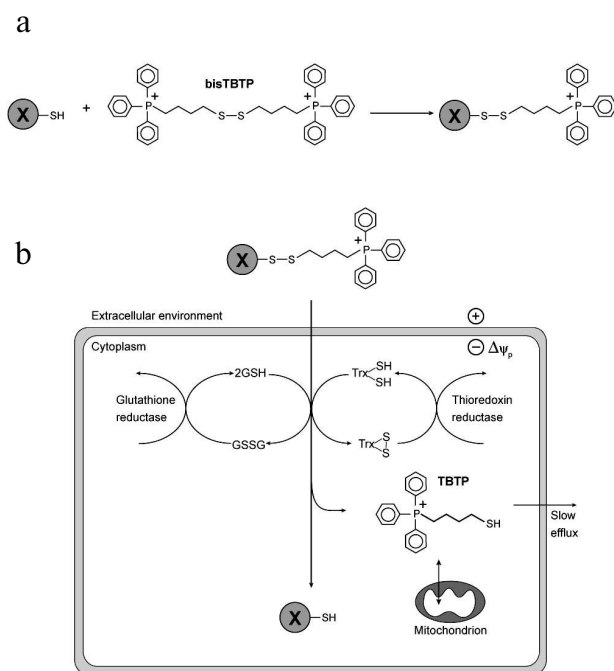 a
bisTBTP
X SH + P + S S P + X S S P +
b
X S S P +
Extracellular environment +
Cytoplasm − Δψp
2GSH Trx SH SH
Glutathione reductase Thioredoxin reductase
GSSG Trx S S
TBTP
P + SH
Slow
efflux
X SH
Mitochondrion